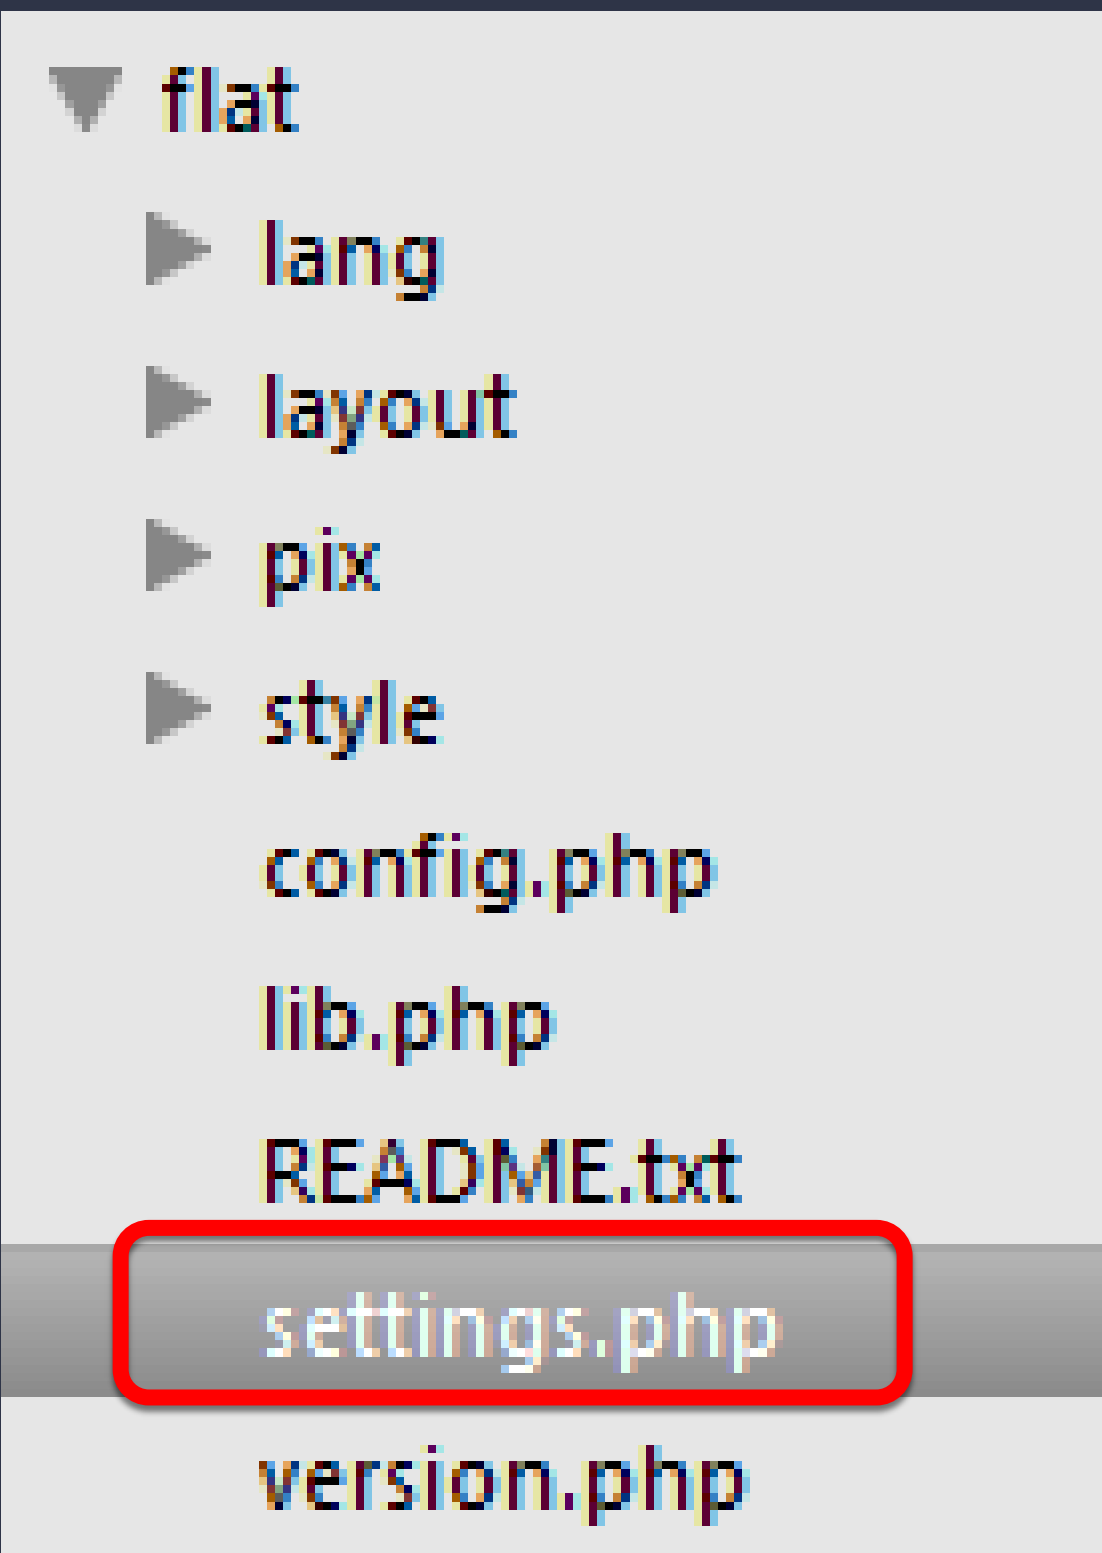 flat
lang
layout
pix
style
config.php
lib.php
README.txt
settings.php
version.php